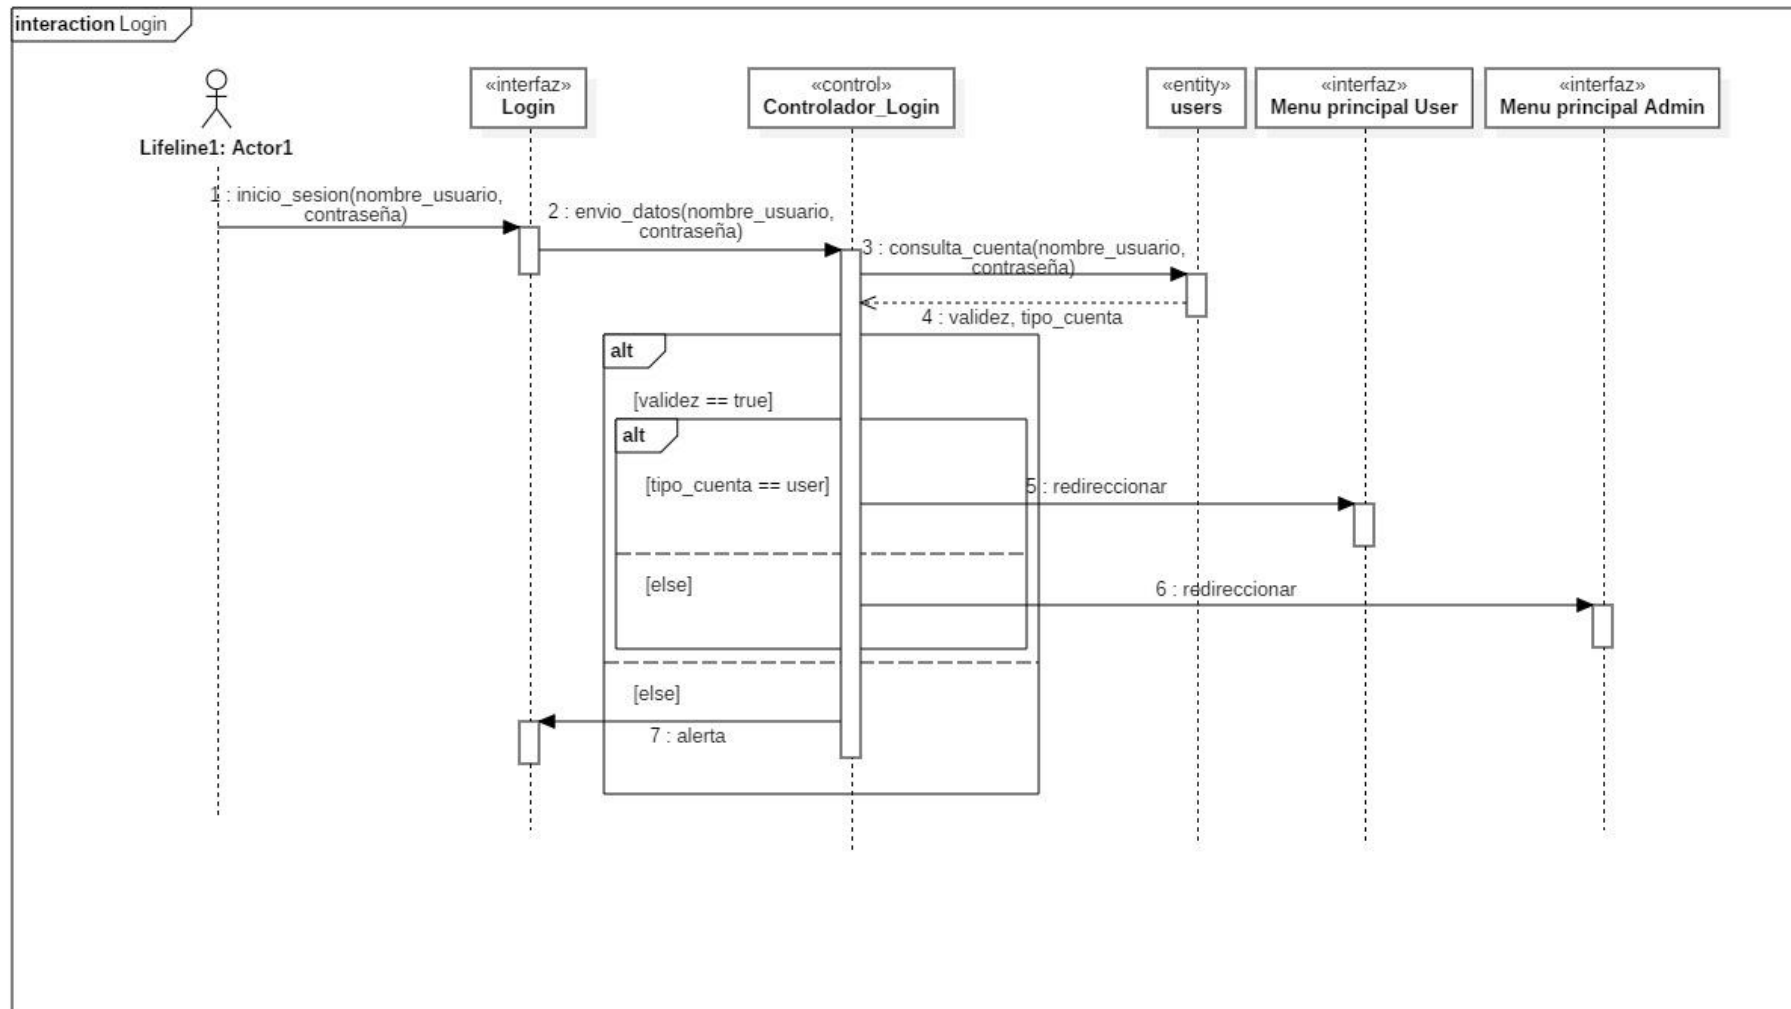 interaction Login
«interfaz»
Login
«control»
Controlador_Login
«entity»
users
«interfaz»
Menu principal User
«interfaz»
Menu principal Admin
Lifeline1: Actor1
1 : inicio_sesion(nombre_usuario,
contraseña)
2 : envio_datos(nombre_usuario,
contraseña)
3 : consulta_cuenta(nombre_usuario,
contraseña)
4 : validez, tipo_cuenta
alt
[validez == true]
alt
[tipo_cuenta == user]
5 : redireccionar
[else]
6 : redireccionar
[else]
7 : alerta